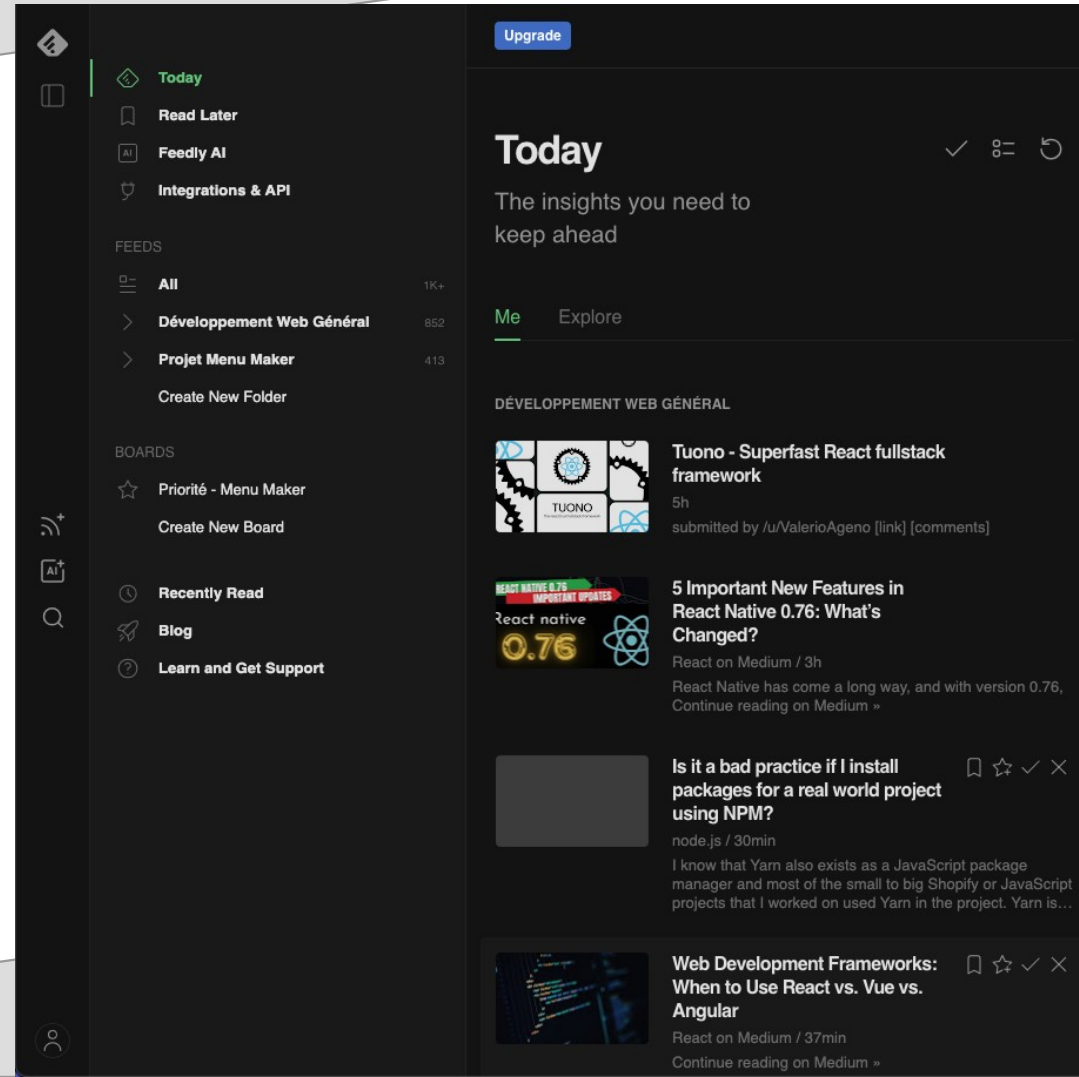 Upgrade
Today
Read Later
AI
Feedly AI
Integrations & API
FEEDS
All 1K+
Développement Web Général 852
Projet Menu Maker 413
Create New Folder
BOARDS
Priorité - Menu Maker
Create New Board
AI
Recently Read
Blog
Learn and Get Support
Today
The insights you need to
keep ahead
Me Explore
DÉVELOPPEMENT WEB GÉNÉRAL
TUONO
Tuono - Superfast React fullstack
framework
5h
submitted by /u/ValerioAgeno [link] [comments]
REACT NATIVE 0.76
IMPORTANT UPDATES
React native
0.76
5 Important New Features in
React Native 0.76: What's
Changed?
React on Medium / 3h
React Native has come a long way, and with version 0.76,
Continue reading on Medium »
Is it a bad practice if I install
packages for a real world project
using NPM?
node.js / 30min
I know that Yarn also exists as a JavaScript package
manager and most of the small to big Shopify or JavaScript
projects that I worked on used Yarn in the project. Yarn is…
Web Development Frameworks:
When to Use React vs. Vue vs.
Angular
React on Medium / 37min
Continue reading on Medium »